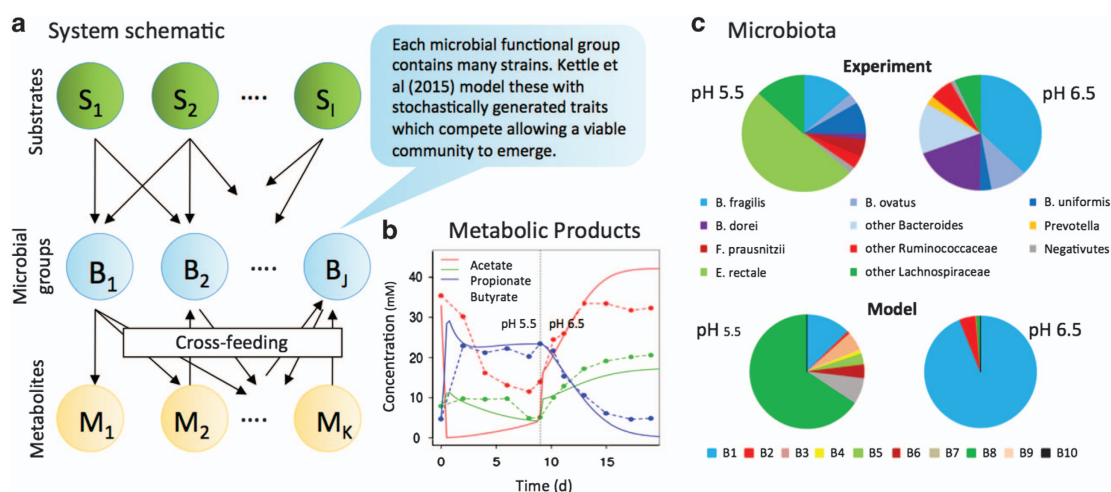 a
System schematic
Substrates
S1
S2
....
SI
Each microbial functional group
contains many strains. Kettle
et al (2015) model these with
stochastically generated traits
which compete allowing a viable
community to emerge.
Microbial
groups
B1
B2
....
BJ
Cross-feeding
Metabolites
M1
M2
....
MK
b
Metabolic Products
Concentration (mM)
40
30
20
10
0
Acetate
Propionate
Butyrate
pH 5.5
pH 6.5
0
5
10
15
Time (d)
c
Microbiota
Experiment
pH 5.5
pH 6.5
B. fragilis
B. ovatus
B. uniformis
B. dorei
other Bacteroides
Prevotella
F. prausnitzii
other Ruminococcaceae
Negativutes
E. rectale
other Lachnospiraceae
Model
pH 5.5
pH 6.5
B1
B2
B3
B4
B5
B6
B7
B8
B9
B10